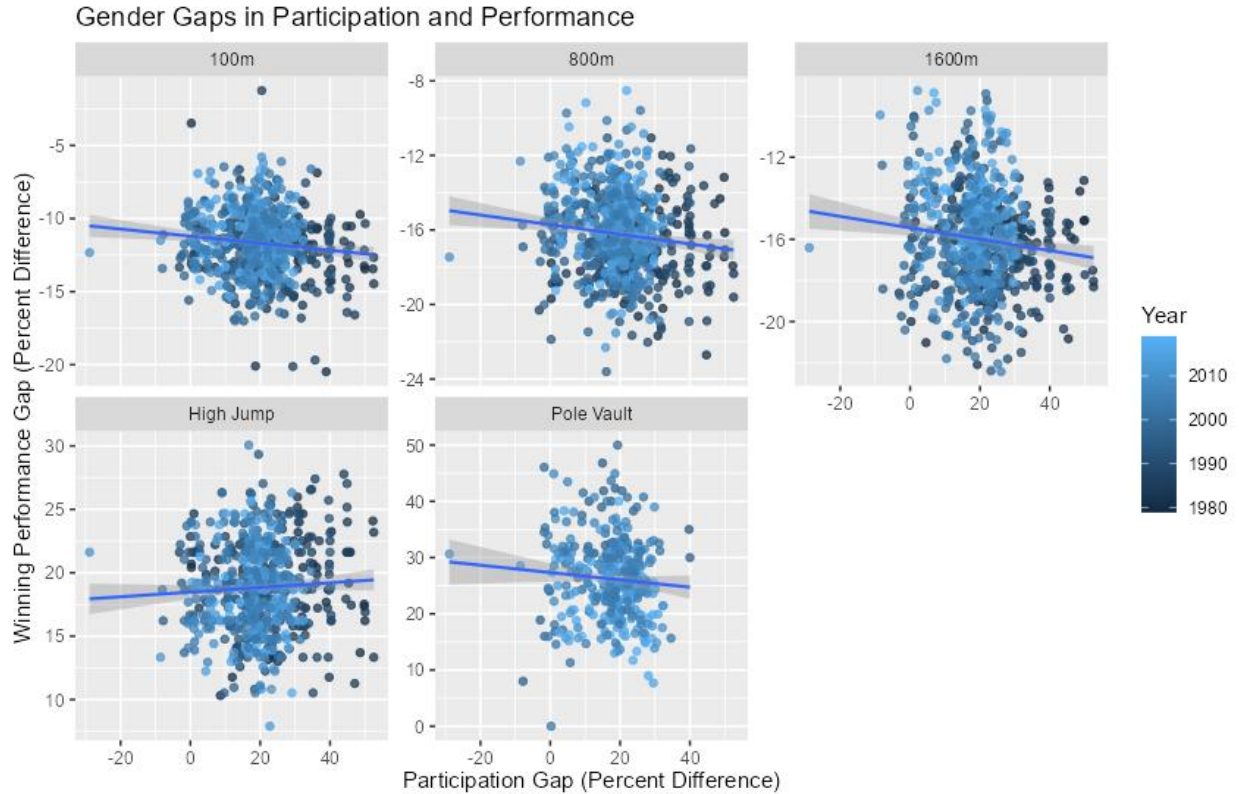 Gender Gaps in Participation and Performance
100m
800m
1600m
-5
-10
-15
-20
-8
-12
-16
-20
-24
-12
-16
-20
-20 0 20 40
High Jump
Pole Vault
30
25
20
15
10
50
40
30
20
10
0
-20 0 20 40
-20 0 20 40
Winning Performance Gap (Percent Difference)
Participation Gap (Percent Difference)
Year
2010
2000
1990
1980